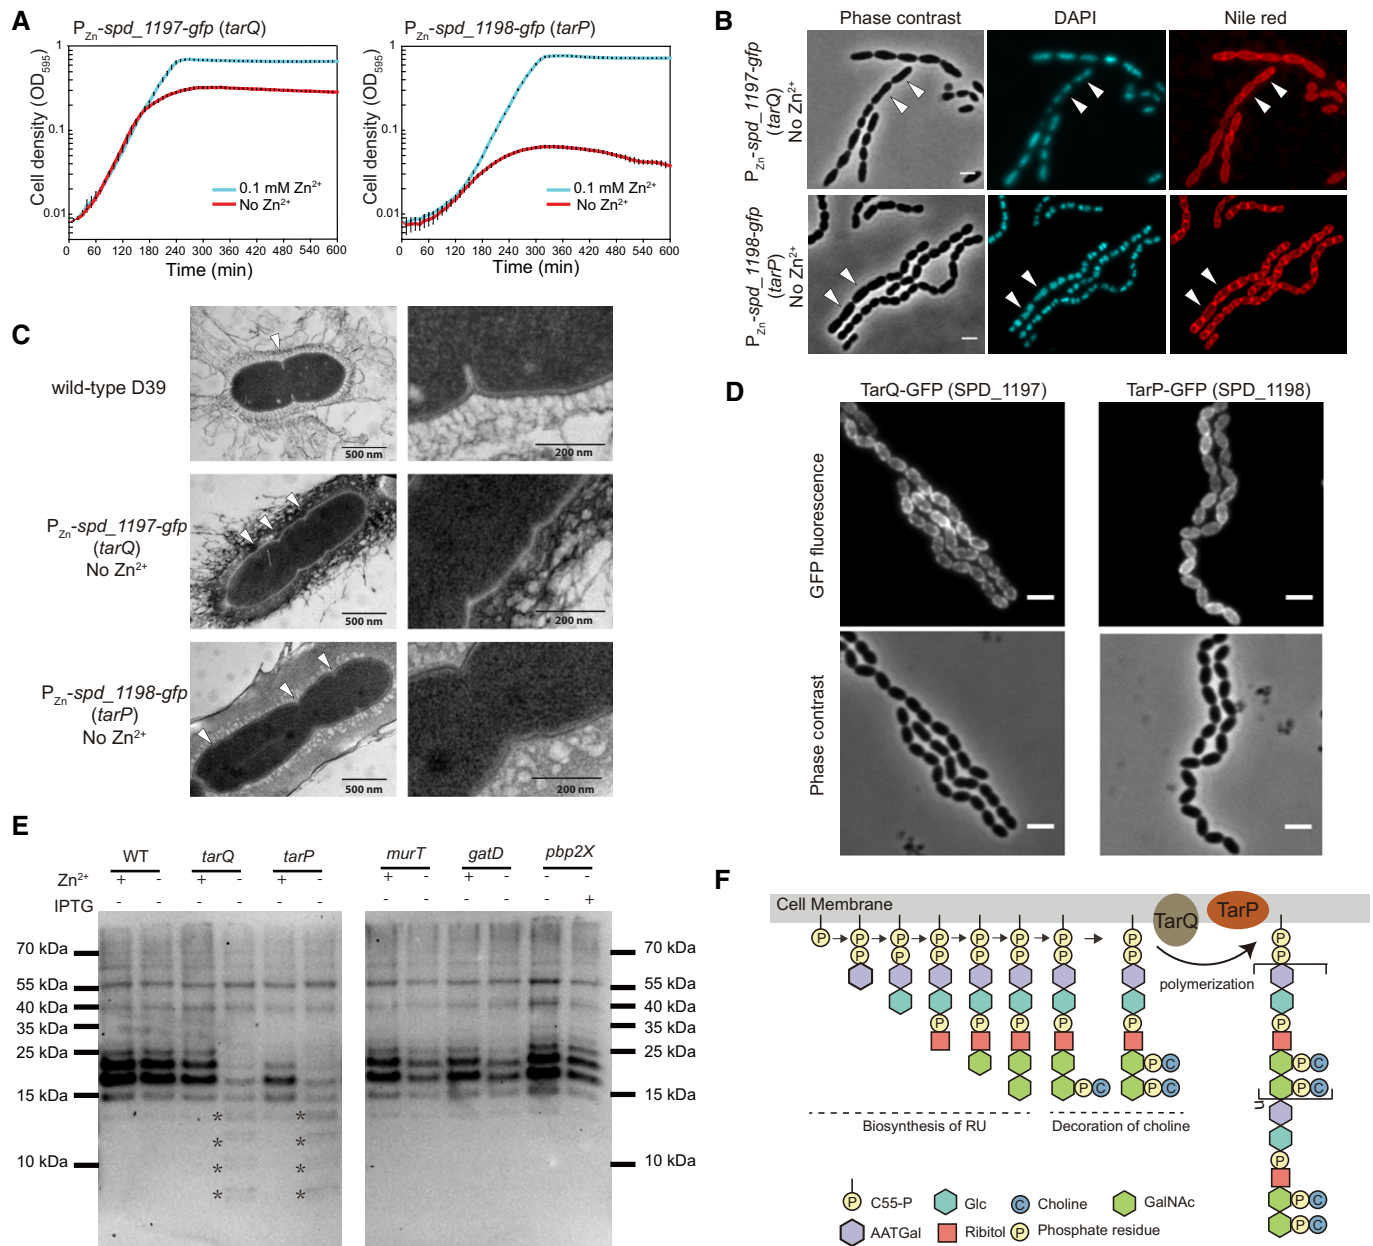 A
P_Zn-spd_1197-gfp (tarQ)
Cell density (OD595)
1
0.1
0.01
0.1 mM Zn2+
No Zn2+
0 60 120 180 240 300 360 420 480 540 600
Time (min)
P_Zn-spd_1198-gfp (tarP)
Cell density (OD595)
1
0.1
0.01
0.1 mM Zn2+
No Zn2+
0 60 120 180 240 300 360 420 480 540 600
Time (min)
B
Phase contrast DAPI Nile red
P_Zn-spd_1197-gfp
(tarQ)
No Zn2+
P_Zn-spd_1198-gfp
(tarP)
No Zn2+
C
wild-type D39
500 nm
200 nm
P_Zn-spd_1197-gfp
(tarQ)
No Zn2+
500 nm
200 nm
P_Zn-spd_1198-gfp
(tarP)
No Zn2+
500 nm
200 nm
D
TarQ-GFP (SPD_1197) TarP-GFP (SPD_1198)
GFP fluorescence
Phase contrast
E
WT tarQ tarP murT gatD pbp2X
Zn2+ + - + - + - + - + - - -
IPTG - - - - - - - - - - - +
70 kDa
55 kDa
40 kDa
35 kDa
25 kDa
15 kDa
10 kDa
* *
* *
* *
* *
70 kDa
55 kDa
40 kDa
35 kDa
25 kDa
15 kDa
10 kDa
F
Cell Membrane
TarQ TarP
P P P P P P P P P
P P P P P P P P
polymerization
P P P P P P
P C P C
P C P C P C
n
P
P C
P C
Biosynthesis of RU
Decoration of choline
P C55-P
Glc
C Choline
GalNAc
AATGal
Ribitol
P Phosphate residue